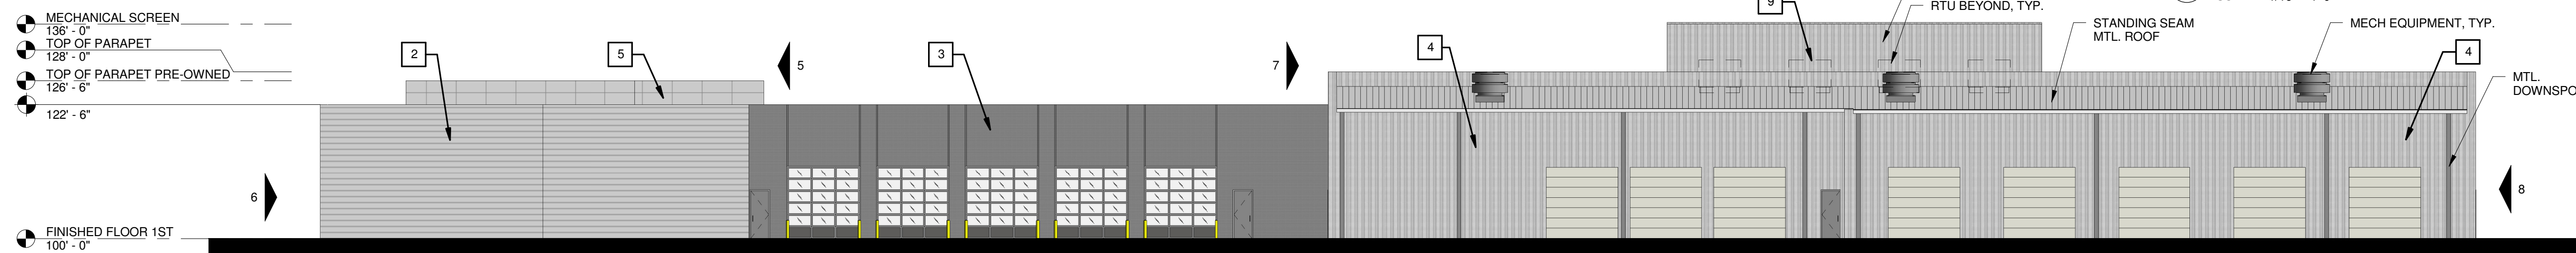 MECHANICAL SCREEN
136' - 0"
TOP OF PARAPET
128' - 0"
TOP OF PARAPET PRE-OWNED
126' - 6"
122' - 6"
FINISHED FLOOR 1ST
100' - 0"
2
5
3
5
7
4
9
RTU BEYOND, TYP.
STANDING SEAM
MTL. ROOF
MECH EQUIPMENT, TYP.
4
MTL.
6
8